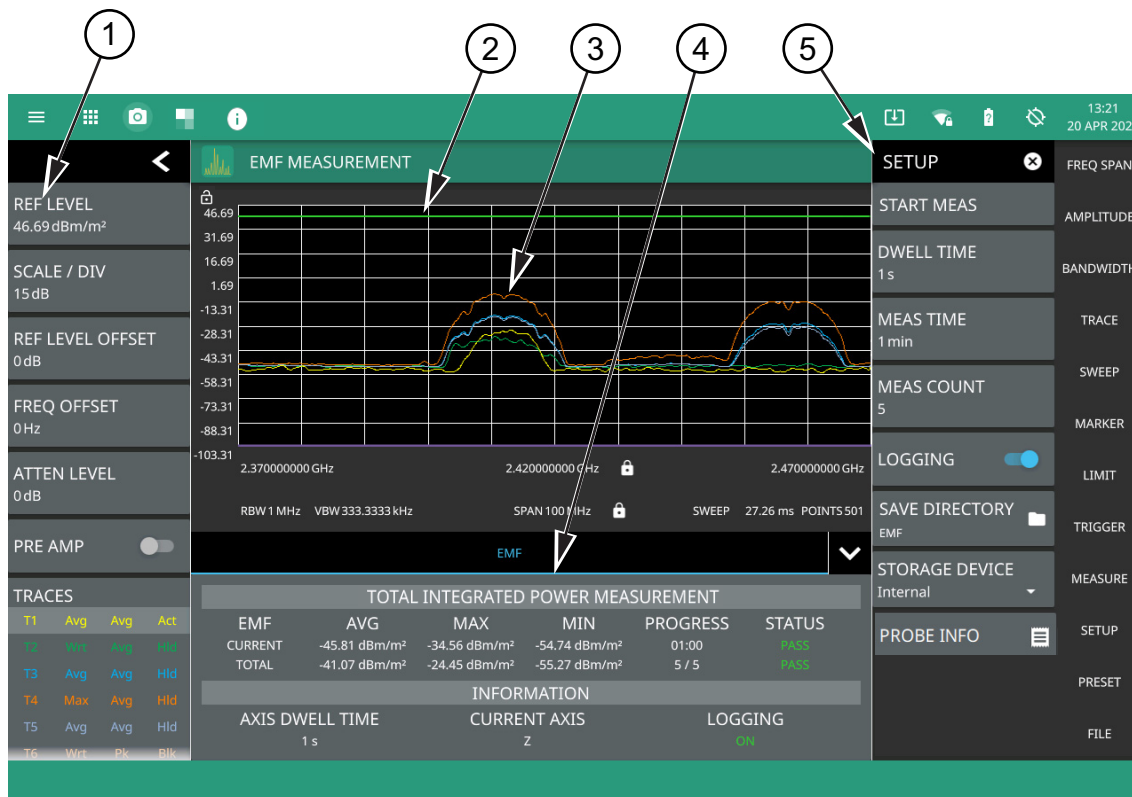 1
2
3
4
5
13:21
20 APR 202
EMF MEASUREMENT
SETUP
FREQ SPAN
REF LEVEL
46.69 dBm/m²
SCALE / DIV
15 dB
REF LEVEL OFFSET
0 dB
FREQ OFFSET
0 Hz
ATTEN LEVEL
0 dB
PRE AMP
TRACES
T1 Avg Avg Act
T2 Wrt Avg Hld
T3 Avg Avg Hld
T4 Max Avg Hld
T5 Avg Avg Hld
T6 Wrt Pk Blk
46.69
31.69
16.69
1.69
-13.31
-28.31
-43.31
-58.31
-73.31
-88.31
-103.31
2.370000000 GHz 2.420000000 GHz 2.470000000 GHz
RBW 1 MHz VBW 333.3333 kHz SPAN 100 MHz SWEEP 27.26 ms POINTS 501
EMF
TOTAL INTEGRATED POWER MEASUREMENT
EMF AVG MAX MIN PROGRESS STATUS
CURRENT -45.81 dBm/m² -34.56 dBm/m² -54.74 dBm/m² 01:00 PASS
TOTAL -41.07 dBm/m² -24.45 dBm/m² -55.27 dBm/m² 5 / 5 PASS
INFORMATION
AXIS DWELL TIME CURRENT AXIS LOGGING
1 s Z ON
START MEAS
DWELL TIME
1 s
MEAS TIME
1 min
MEAS COUNT
5
LOGGING
SAVE DIRECTORY
EMF
STORAGE DEVICE
Internal
PROBE INFO
AMPLITUDE
BANDWIDTH
TRACE
SWEEP
MARKER
LIMIT
TRIGGER
MEASURE
SETUP
PRESET
FILE